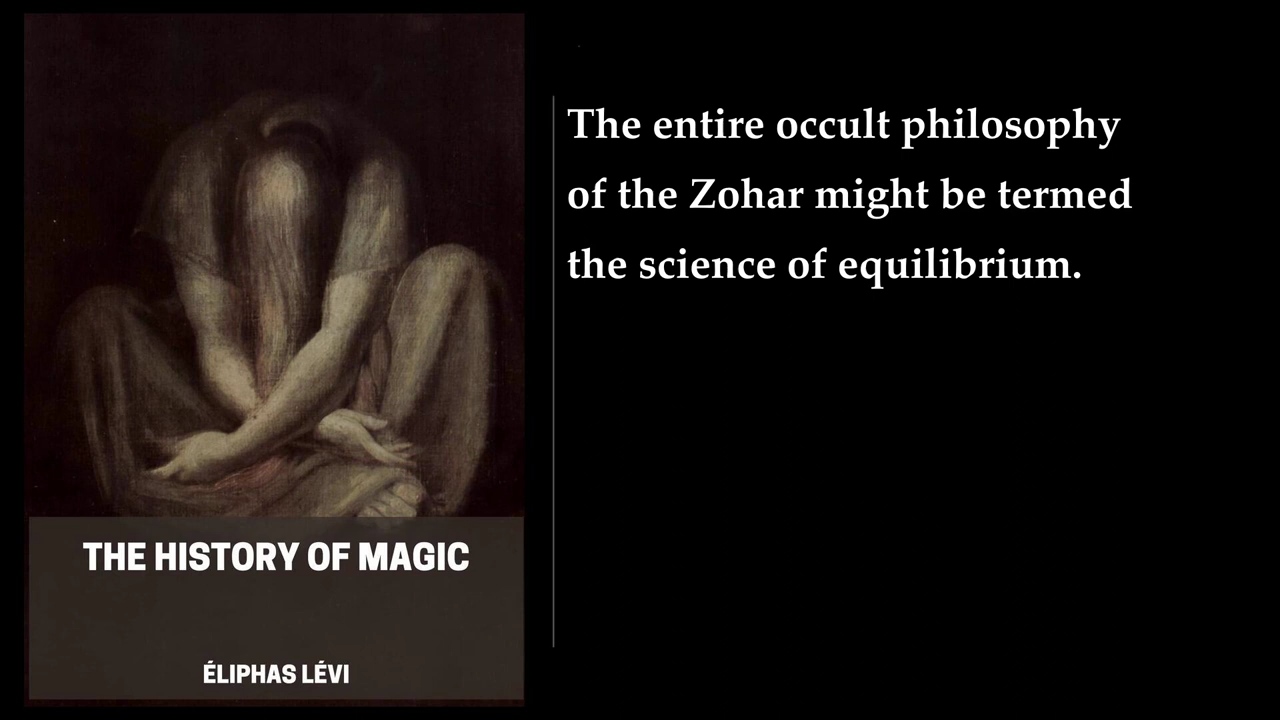 THE HISTORY OF MAGIC
ÉLIPHAS LÉVI
The entire occult philosophy
of the Zohar might be termed
the science of equilibrium.